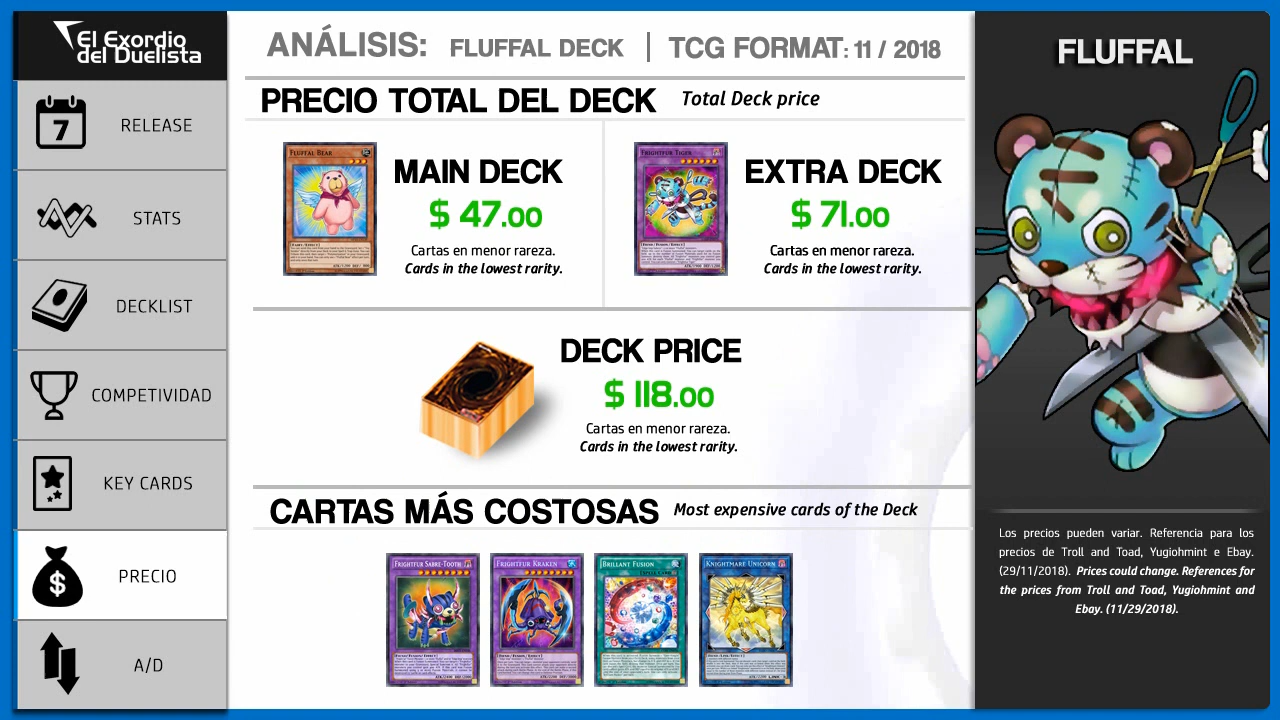 El Exordio
del Duelista
RELEASE
STATS
DECKLIST
COMPETIVIDAD
KEY CARDS
PRECIO
A/D
ANÁLISIS: FLUFFAL DECK | TCG FORMAT: 11 / 2018
PRECIO TOTAL DEL DECK Total Deck price
FLUFFAL BEAR
MAIN DECK
$ 47.00
Cartas en menor rareza.
Cards in the lowest rarity.
FRIGHTFUR TIGER
EXTRA DECK
$ 71.00
Cartas en menor rareza.
Cards in the lowest rarity.
DECK PRICE
$ 118.00
Cartas en menor rareza.
Cards in the lowest rarity.
CARTAS MÁS COSTOSAS Most expensive cards of the Deck
FRIGHTFUR SABRE-TOOTH
FRIGHTFUR KRAKEN
BRILLANT FUSION
KNIGHTMARE UNICORN
FLUFFAL
Los precios pueden variar. Referencia para los
precios de Troll and Toad, Yugiohmint e Ebay.
(29/11/2018). Prices could change. References for
the prices from Troll and Toad, Yugiohmint and
Ebay. (11/29/2018).